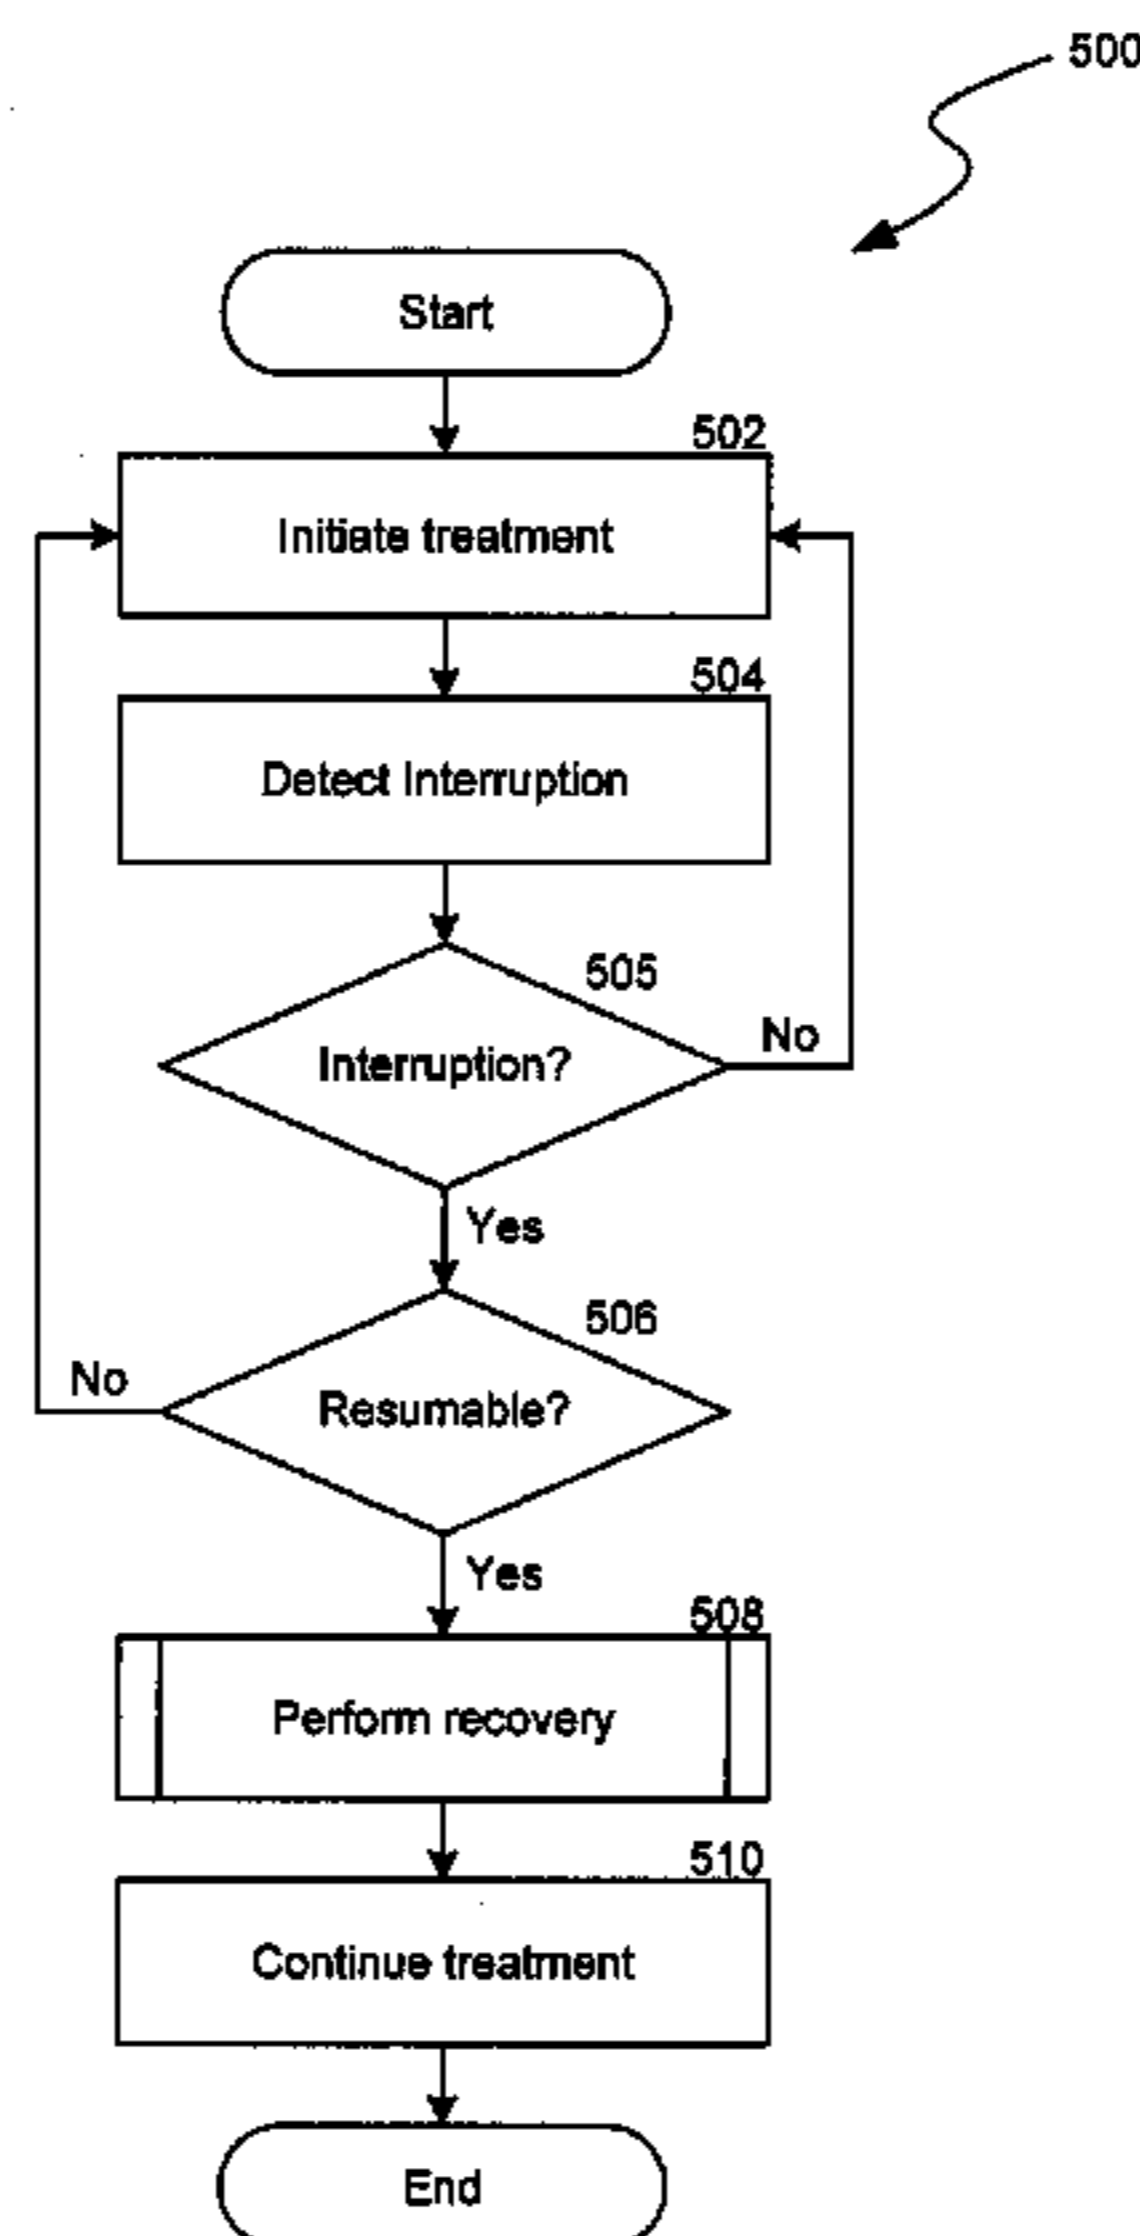 500
Start
502
Initiate treatment
504
Detect Interruption
505
Interruption?
No
Yes
506
Resumable?
No
Yes
508
Perform recovery
510
Continue treatment
End